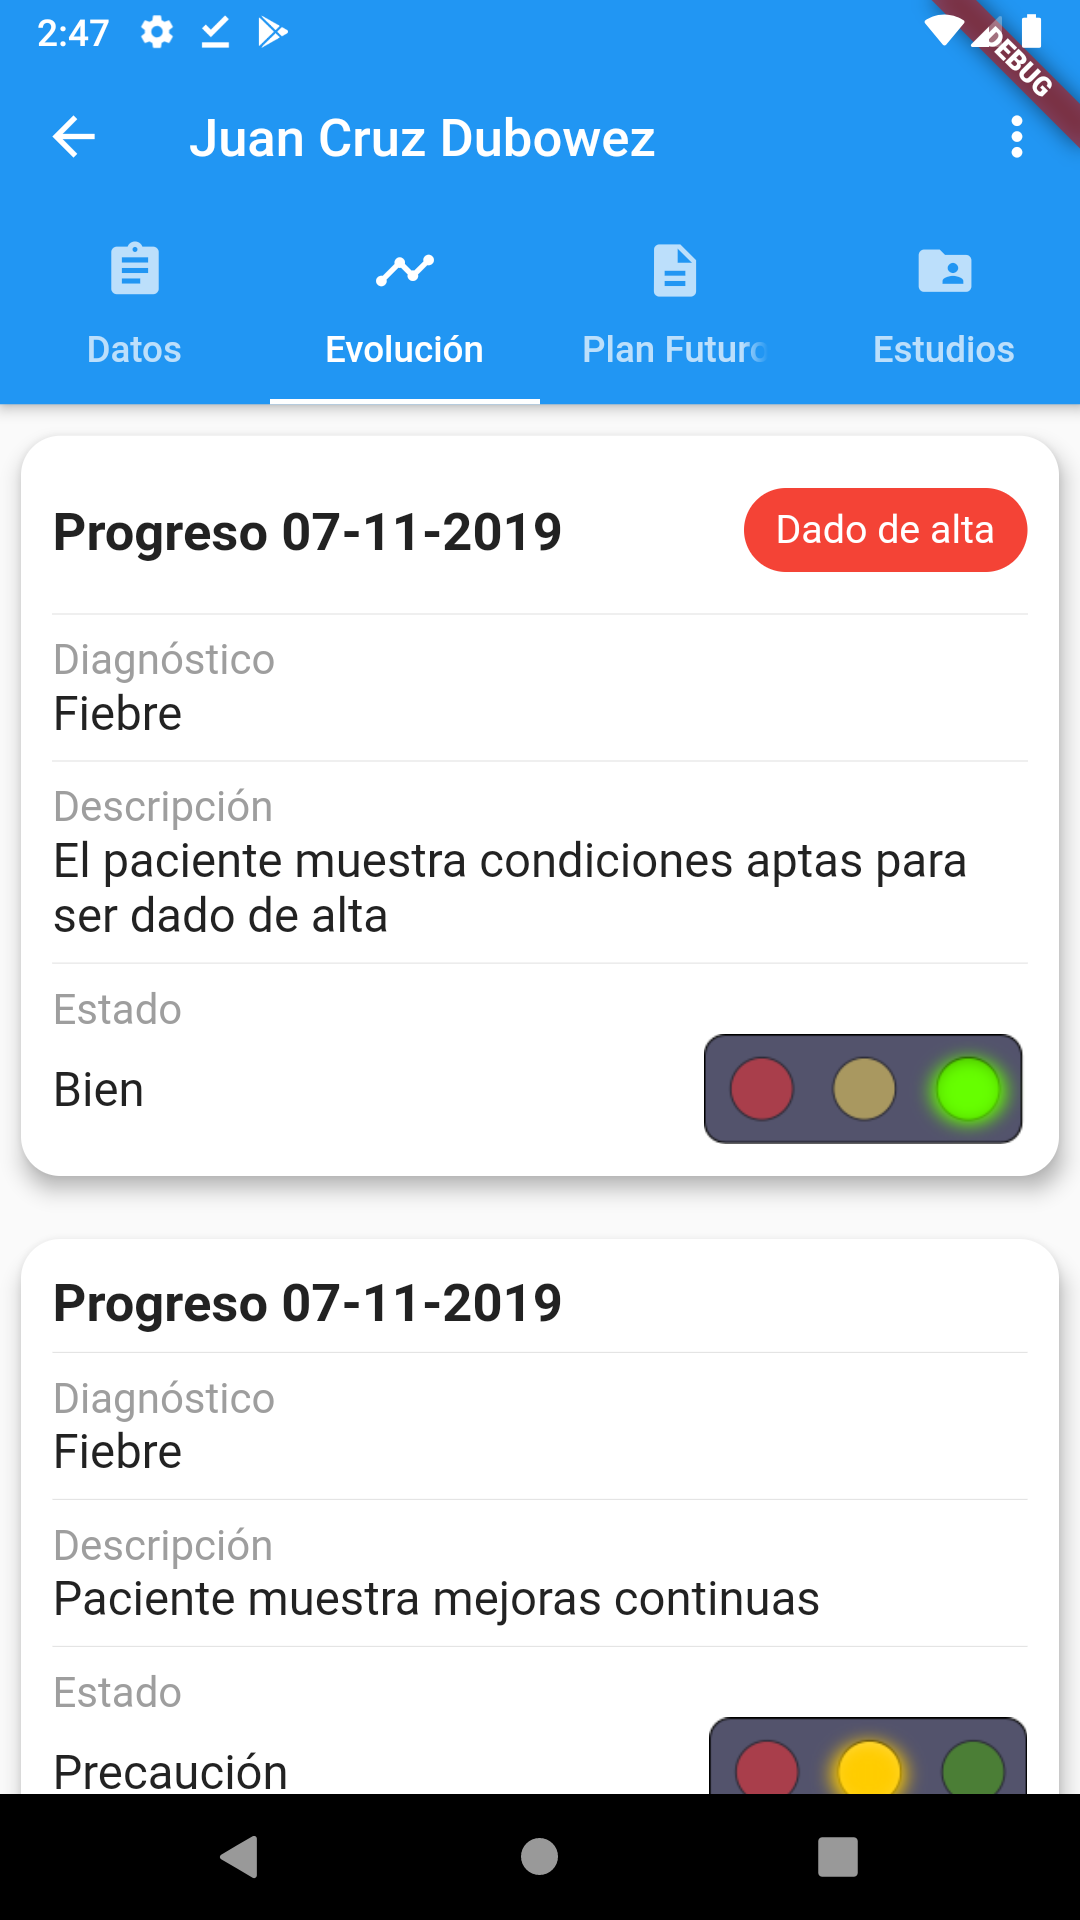 2:47
DEBUG
Juan Cruz Dubowez
Datos
Evolución
Plan Futuro
Estudios
Progreso 07-11-2019
Dado de alta
Diagnóstico
Fiebre
Descripción
El paciente muestra condiciones aptas para
ser dado de alta
Estado
Bien
Progreso 07-11-2019
Diagnóstico
Fiebre
Descripción
Paciente muestra mejoras continuas
Estado
Precaución